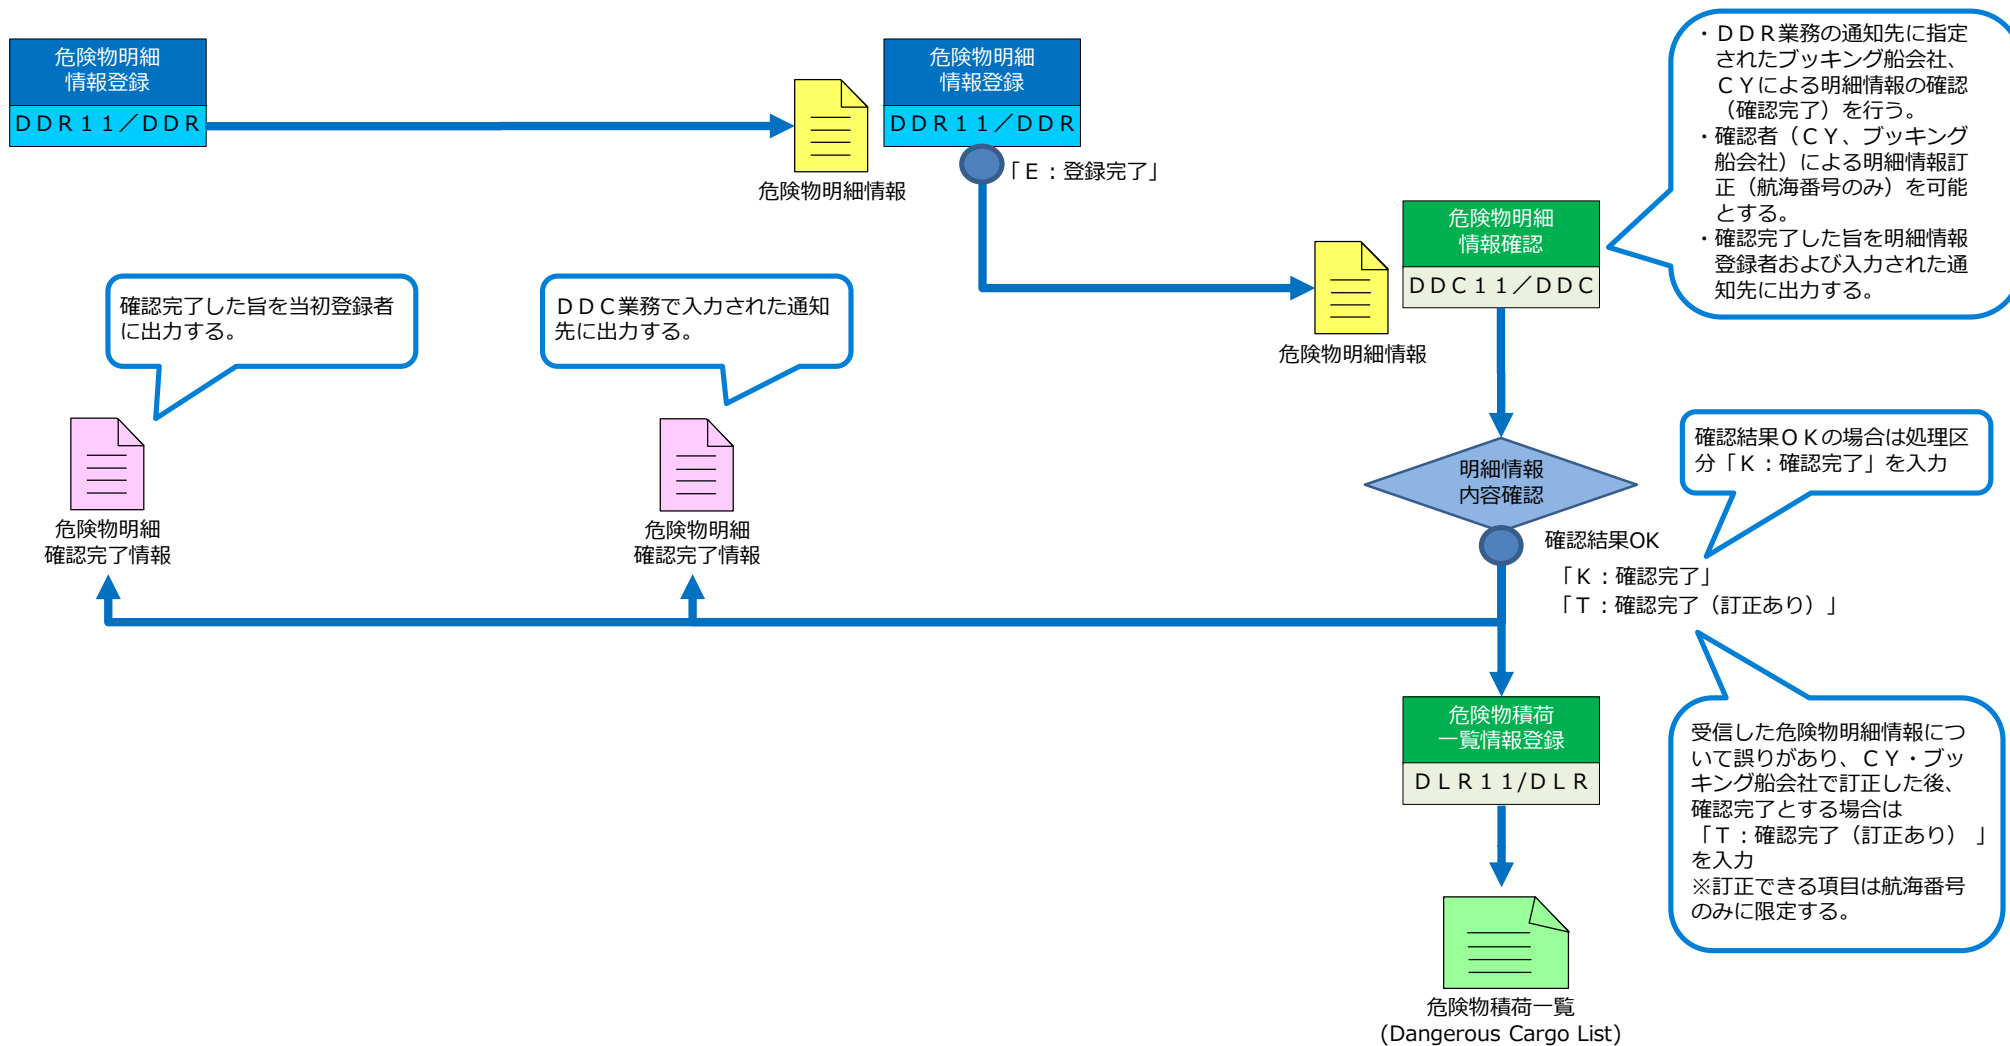 危険物明細
情報登録
ＤＤＲ１１／ＤＤＲ
危険物明細情報
危険物明細
情報登録
ＤＤＲ１１／ＤＤＲ
「Ｅ：登録完了」
・ＤＤＲ業務の通知先に指定
されたブッキング船会社、
ＣＹによる明細情報の確認
（確認完了）を行う。
・確認者（ＣＹ、ブッキング
船会社）による明細情報訂
正（航海番号のみ）を可能
とする。
・確認完了した旨を明細情報
登録者および入力された通
知先に出力する。
危険物明細
情報確認
ＤＤＣ１１／ＤＤＣ
危険物明細情報
確認完了した旨を当初登録者
に出力する。
ＤＤＣ業務で入力された通知
先に出力する。
危険物明細
確認完了情報
危険物明細
確認完了情報
明細情報
内容確認
確認結果ＯＫの場合は処理区
分「Ｋ：確認完了」を入力
確認結果OK
「Ｋ：確認完了」
「Ｔ：確認完了（訂正あり）」
危険物積荷
一覧情報登録
ＤＬＲ１１/ＤＬＲ
受信した危険物明細情報につ
いて誤りがあり、ＣＹ・ブッ
キング船会社で訂正した後、
確認完了とする場合は
「Ｔ：確認完了（訂正あり） 」
を入力
※訂正できる項目は航海番号
のみに限定する。
危険物積荷一覧
(Dangerous Cargo List)